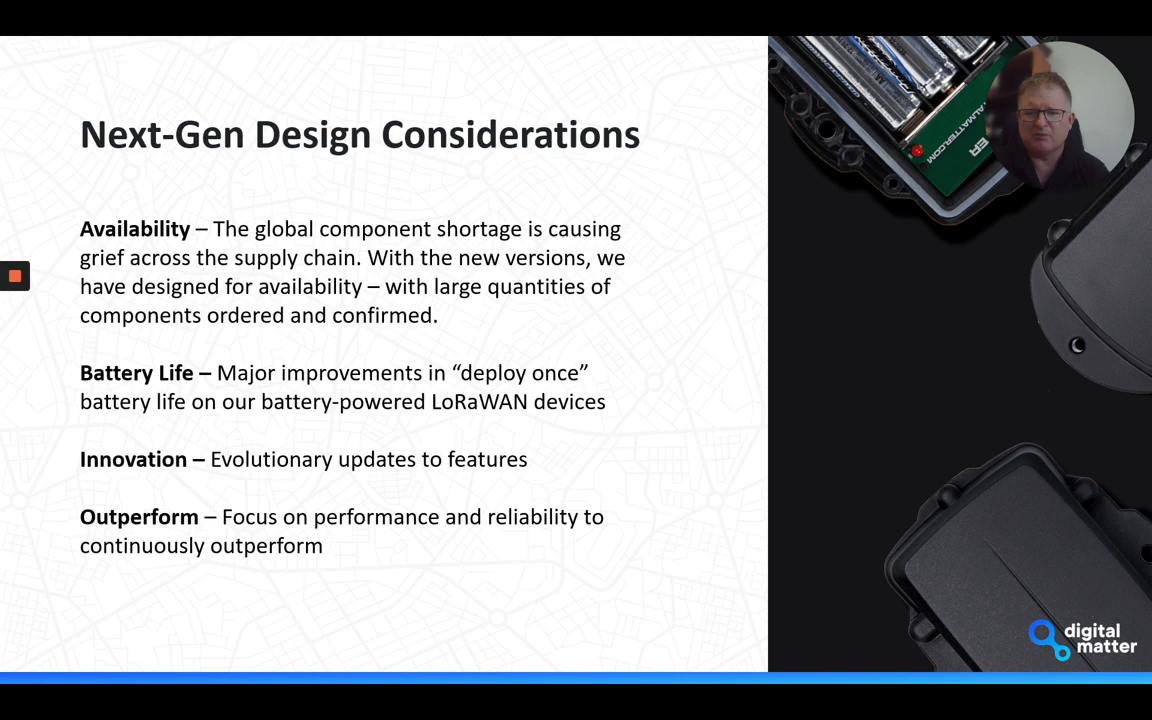 Next-Gen Design Considerations
Availability – The global component shortage is causing
grief across the supply chain. With the new versions, we
have designed for availability – with large quantities of
components ordered and confirmed.
Battery Life – Major improvements in “deploy once”
battery life on our battery-powered LoRaWAN devices
Innovation – Evolutionary updates to features
Outperform – Focus on performance and reliability to
continuously outperform
digital
matter